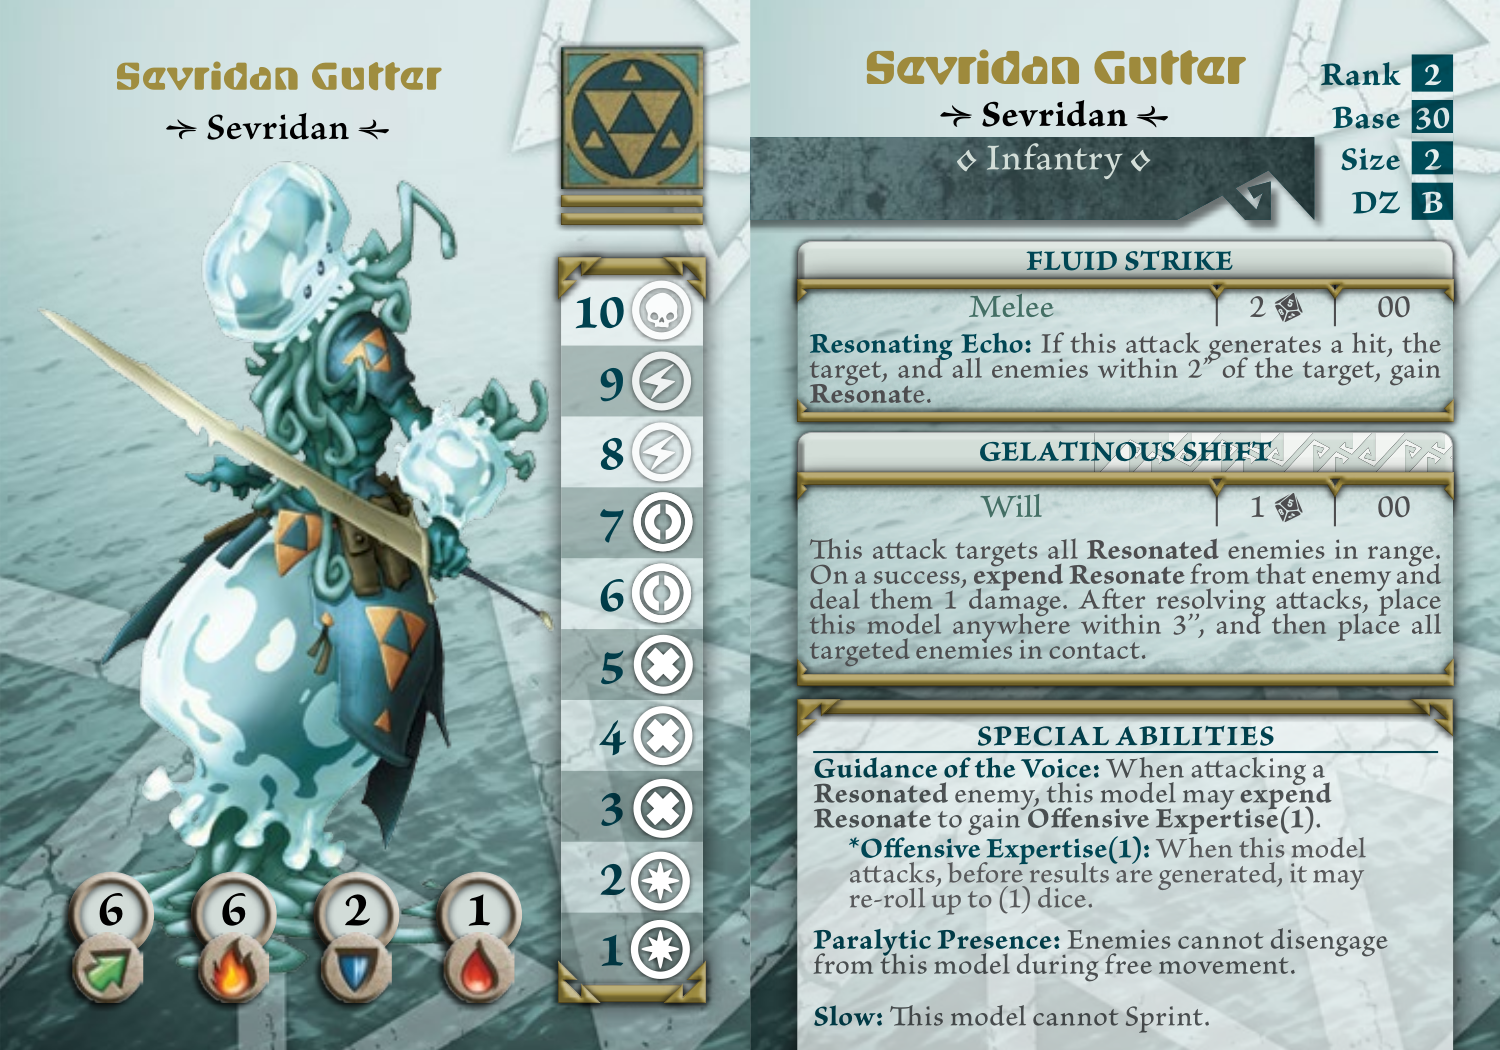 Sevridan Gutter
Sevridan
10
9
8
7
6
5
4
3
2
1
6 6 2 1
Sevridan Gutter
Sevridan
Infantry
Rank 2
Base 30
Size 2
DZ B
FLUID STRIKE
Melee 2 00
Resonating Echo: If this attack generates a hit, the
target, and all enemies within 2” of the target, gain
Resonate.
GELATINOUS SHIFT
Will 1 00
This attack targets all Resonated enemies in range.
On a success, expend Resonate from that enemy and
deal them 1 damage. After resolving attacks, place
this model anywhere within 3”, and then place all
targeted enemies in contact.
SPECIAL ABILITIES
Guidance of the Voice: When attacking a
Resonated enemy, this model may expend
Resonate to gain Offensive Expertise(1).
*Offensive Expertise(1): When this model
attacks, before results are generated, it may
re-roll up to (1) dice.
Paralytic Presence: Enemies cannot disengage
from this model during free movement.
Slow: This model cannot Sprint.